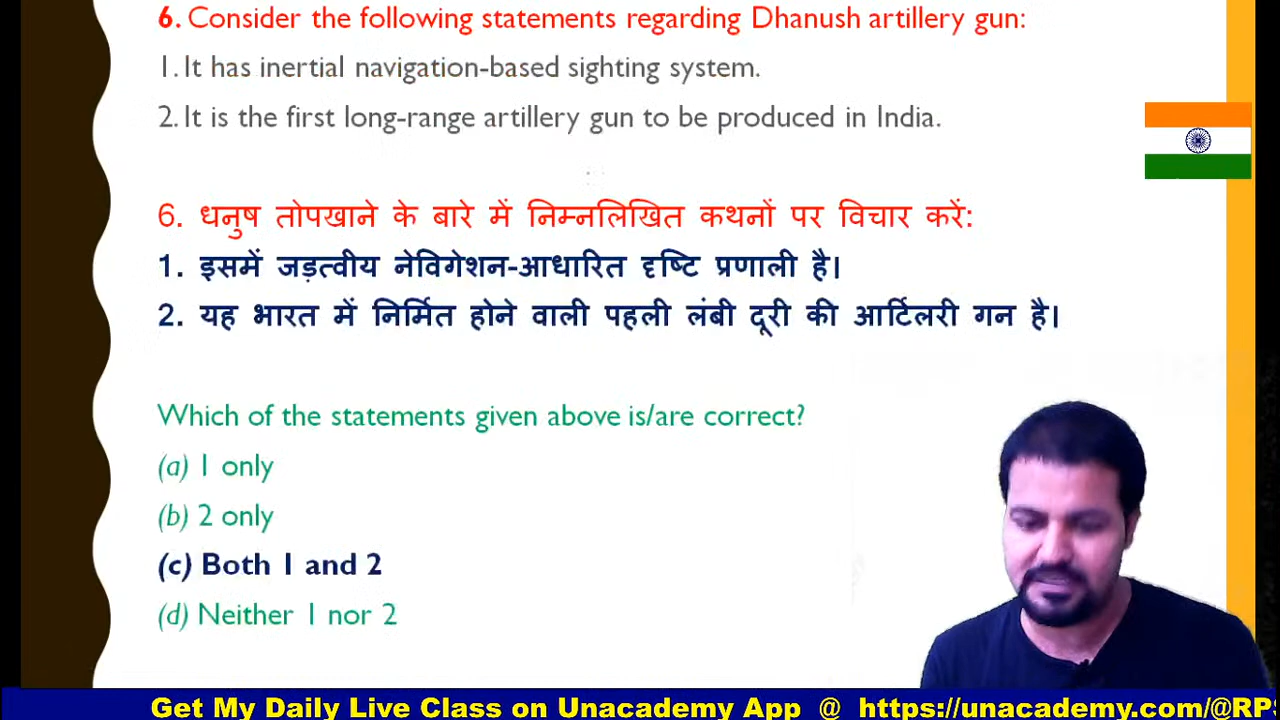 6. Consider the following statements regarding Dhanush artillery gun:
1. It has inertial navigation-based sighting system.
2. It is the first long-range artillery gun to be produced in India.
6. धनुष तोपखाने के बारे में निम्नलिखित कथनों पर विचार करें:
1. इसमें जड़त्वीय नेविगेशन-आधारित दृष्टि प्रणाली है।
2. यह भारत में निर्मित होने वाली पहली लंबी दूरी की आर्टिलरी गन है।
Which of the statements given above is/are correct?
(a) 1 only
(b) 2 only
(c) Both 1 and 2
(d) Neither 1 nor 2
Get My Daily Live Class on Unacademy App @ https://unacademy.com/@RPS